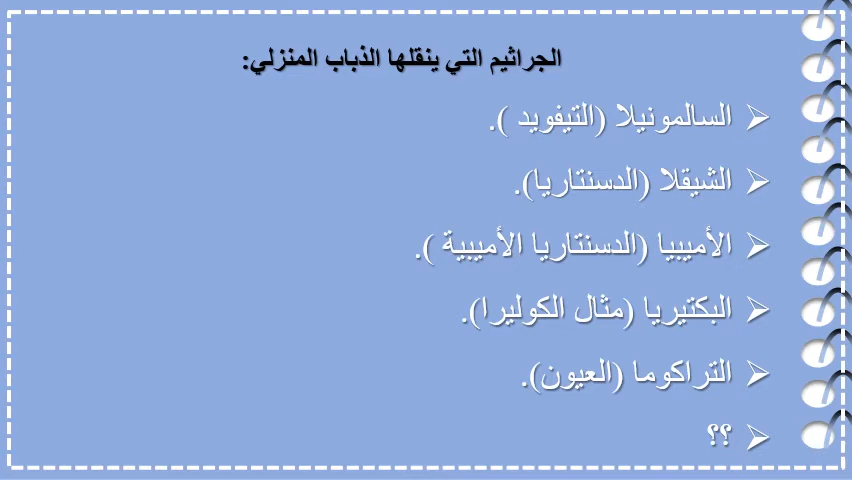 الجراثيم التي ينقلها الذباب المنزلي:
السالمونيلا (التيفويد ).
الشيقلا (الدسنتاريا).
الأميبيا (الدسنتاريا الأميبية ).
البكتيريا (مثال الكوليرا).
التراكوما (العيون).
؟؟